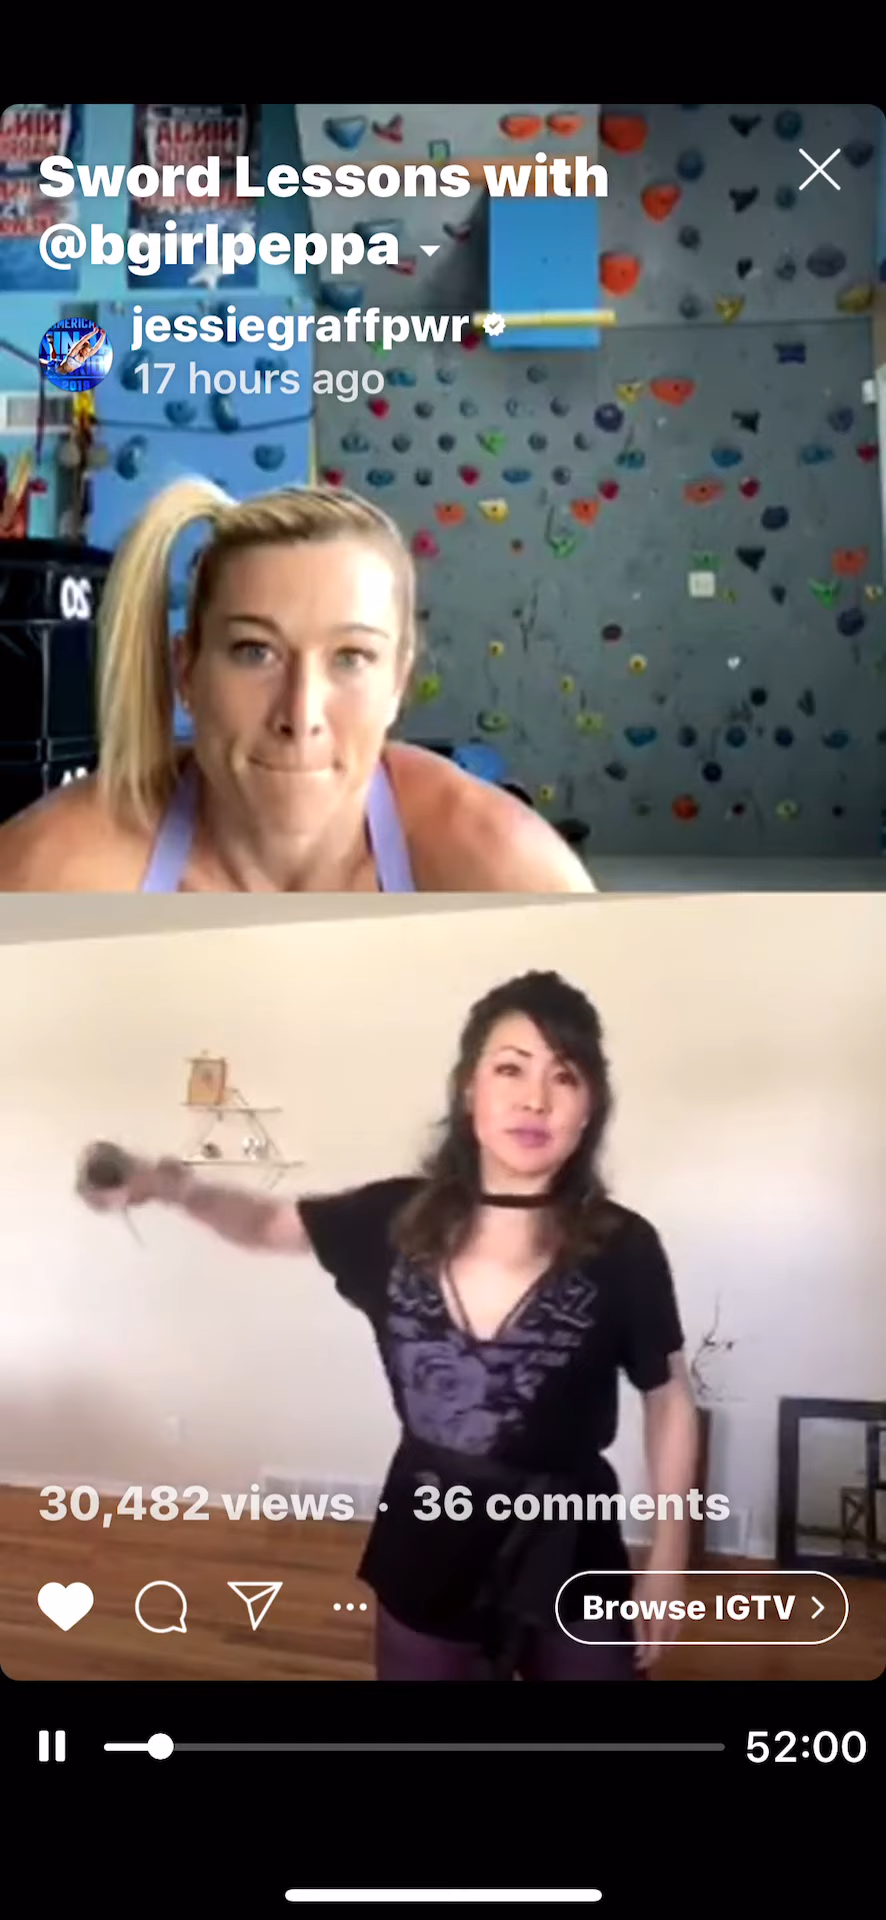 Sword Lessons with
@bgirlpeppa
jessiegraffpwr
17 hours ago
30,482 views · 36 comments
Browse IGTV
52:00